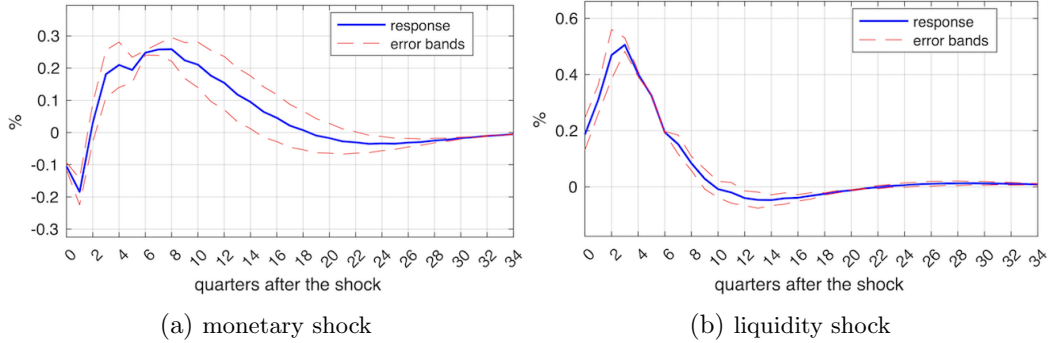 0.3
0.2
0.1
0
-0.1
-0.2
-0.3
%
response
error bands
0 2 4 6 8 10 12 14 16 18 20 22 24 26 28 30 32 34
quarters after the shock
(a) monetary shock
0.6
0.4
0.2
0
%
response
error bands
0 2 4 6 8 10 12 14 16 18 20 22 24 26 28 30 32 34
quarters after the shock
(b) liquidity shock